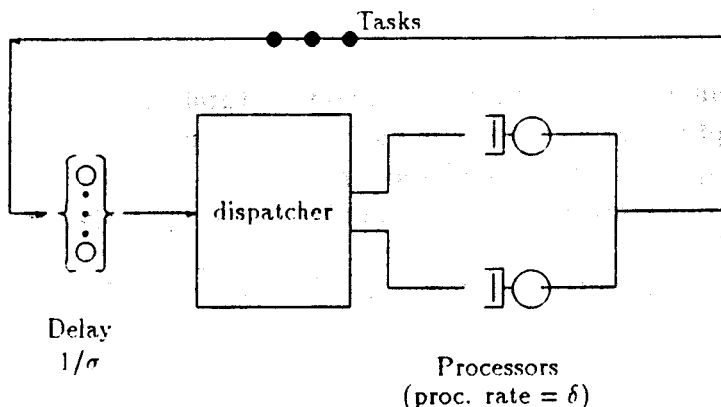 Tasks
dispatcher
Delay
1/σ
Processors
(proc. rate = δ)